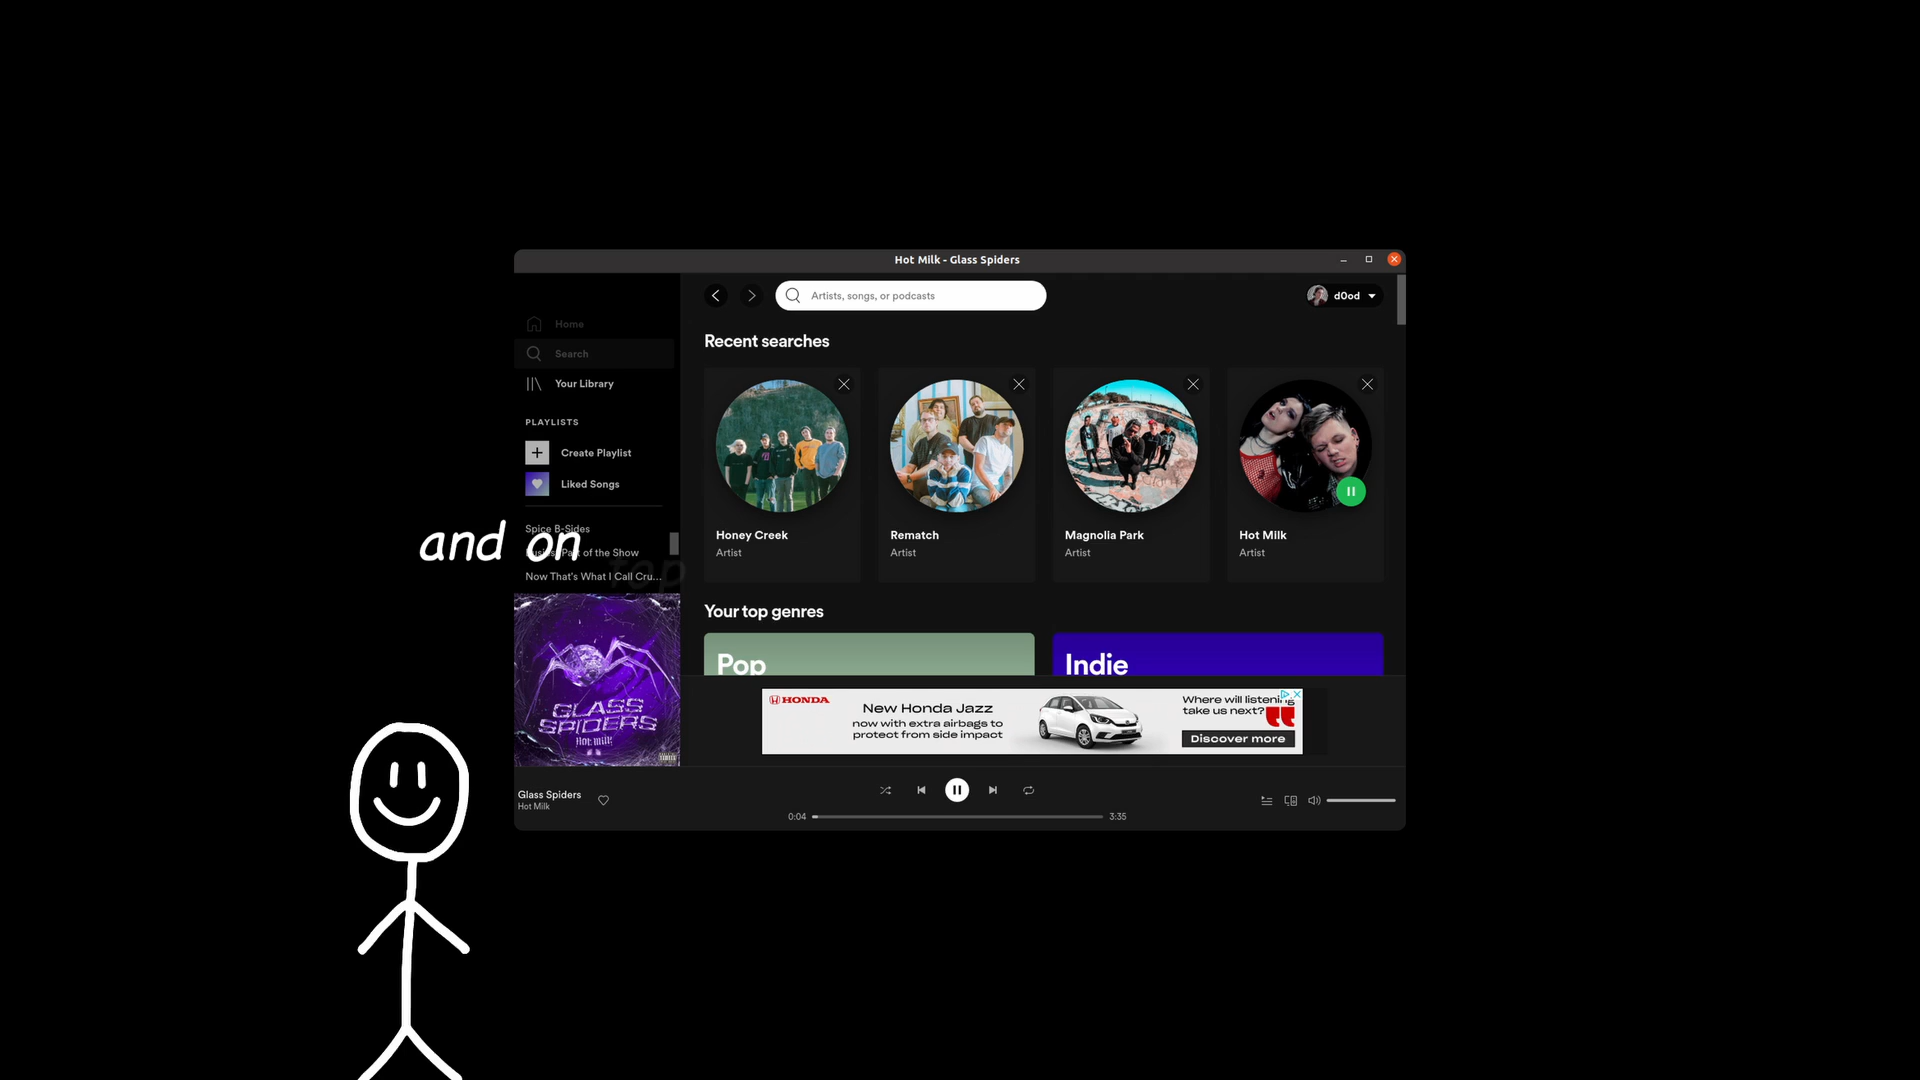 Hot Milk - Glass Spiders
Artists, songs, or podcasts
d0od
Home
Search
Your Library
PLAYLISTS
Create Playlist
Liked Songs
Spice B-Sides
Part of the Show
Now That's What I Call Cru...
and on
top
Recent searches
Honey Creek
Artist
Rematch
Artist
Magnolia Park
Artist
Hot Milk
Artist
Your top genres
Pop
Indie
GLASS
SPIDERS
Hot milk
HONDA
New Honda Jazz
now with extra airbags to
protect from side impact
Where will listening
take us next?
Discover more
Glass Spiders
Hot Milk
0:04
3:35